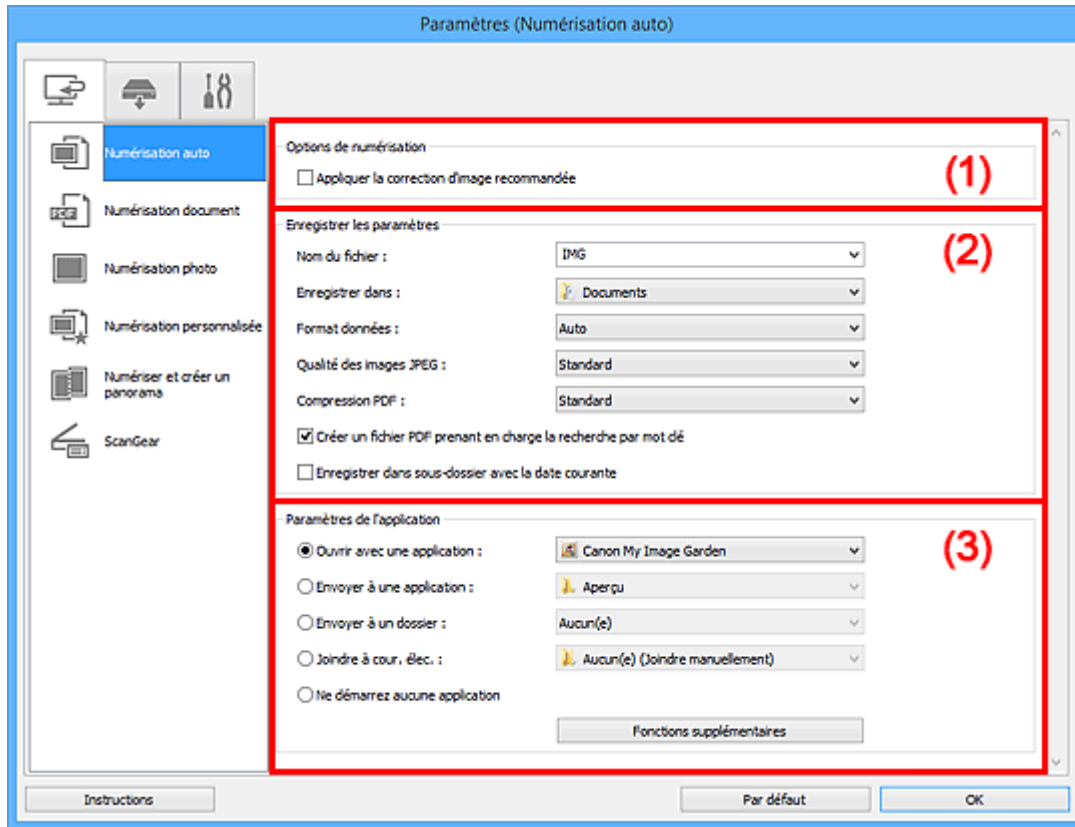 Paramètres (Numérisation auto)
Numérisation auto
Numérisation document
Numérisation photo
Numérisation personnalisée
Numériser et créer un
panorama
ScanGear
Options de numérisation
Appliquer la correction d'image recommandée
(1)
Enregistrer les paramètres
(2)
Nom du fichier : IMG
Enregistrer dans : Documents
Format données : Auto
Qualité des images JPEG : Standard
Compression PDF : Standard
Créer un fichier PDF prenant en charge la recherche par mot clé
Enregistrer dans sous-dossier avec la date courante
Paramètres de l'application
(3)
Ouvrir avec une application : Canon My Image Garden
Envoyer à une application : Aperçu
Envoyer à un dossier : Aucun(e)
Joindre à cour. élec. : Aucun(e) (Joindre manuellement)
Ne démarrez aucune application
Fonctions supplémentaires
Instructions
Par défaut
OK